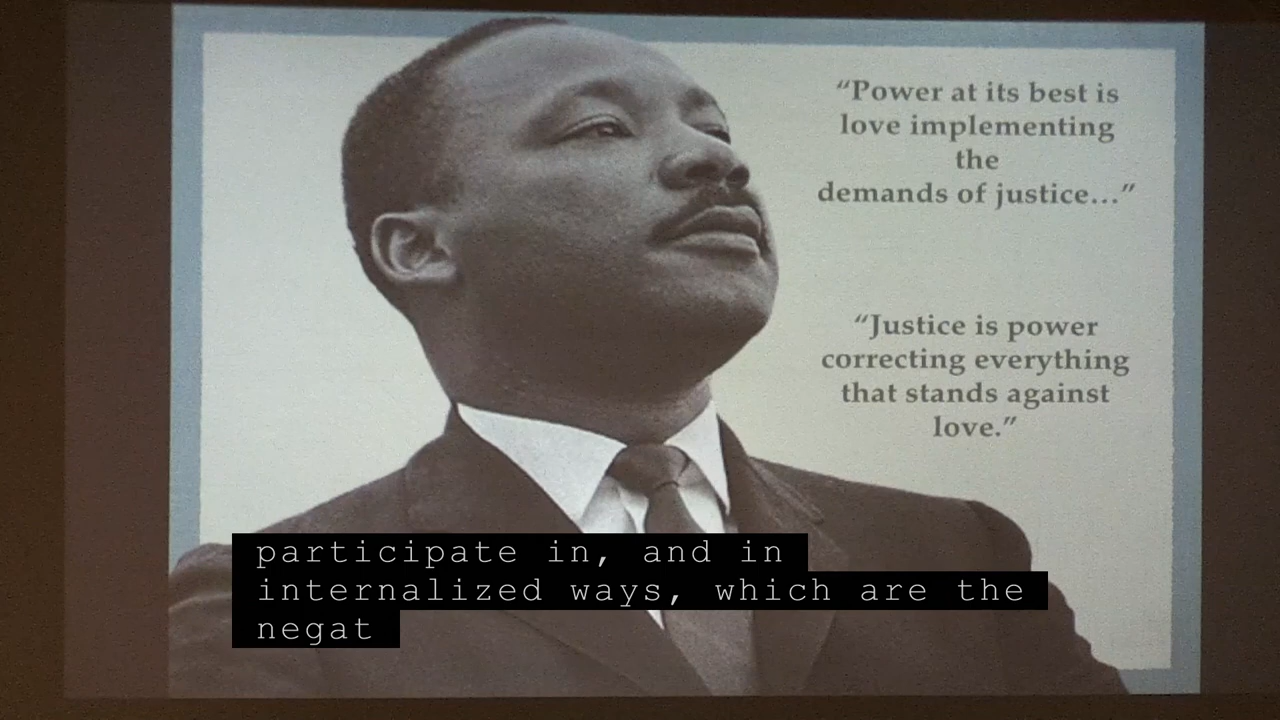 “Power at its best is
love implementing
the
demands of justice...”
“Justice is power
correcting everything
that stands against
love.”
participate in, and in
internalized ways, which are the
negat